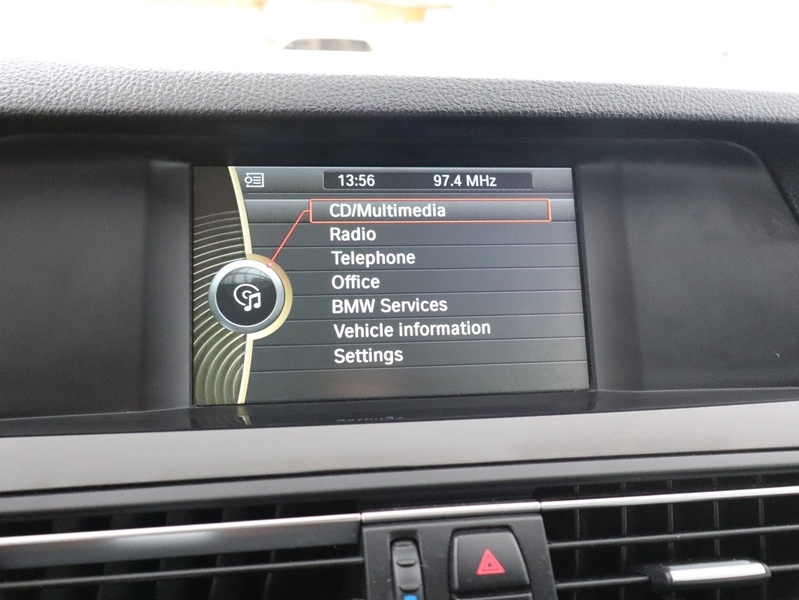 13:56 97.4 MHz
CD/Multimedia
Radio
Telephone
Office
BMW Services
Vehicle information
Settings